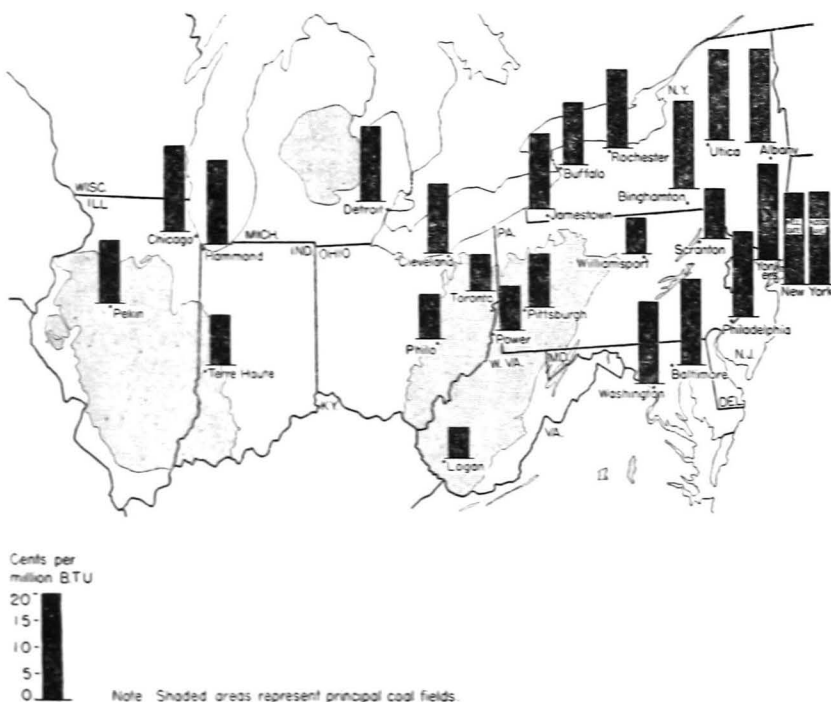 N.Y.
Utica
Albany
Rochester
Buffalo
WISC.
ILL
Detroit
Binghamton
Jamestown
Chicago
Hammond
MICH.
IND.
OHIO
Cleveland
PA.
Williamsport
Scranton
Yonk-
ers
New York
Pekin
Toronto
Pittsburgh
Philo
Power
Philadelphia
Terre Haute
W. VA.
MD.
N.J.
Washington
Baltimore
KY.
DEL.
VA.
Logan
Cents per
million B.T.U
20
15
10
5
0
Note Shaded areas represent principal coal fields.